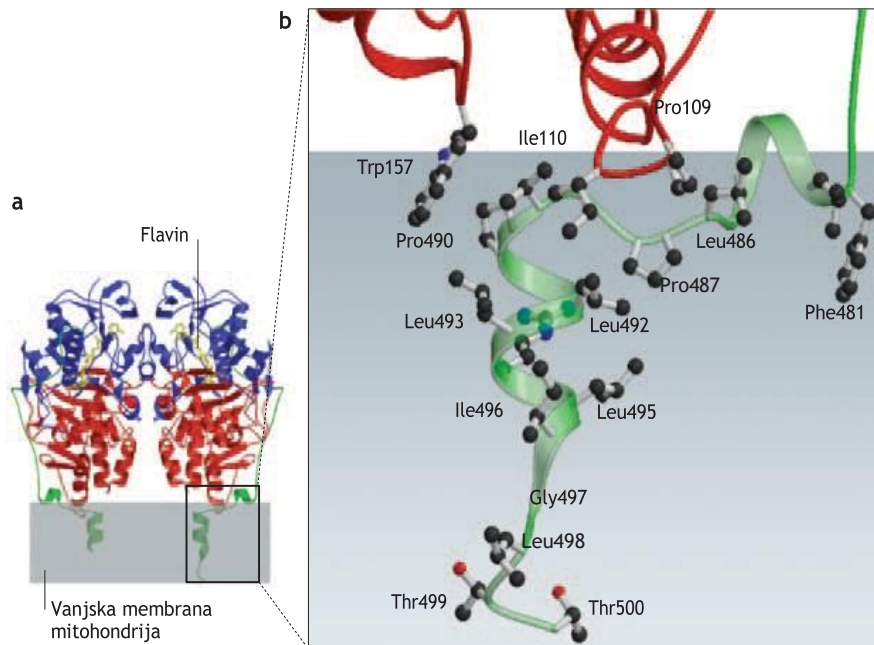 a
Flavin
Vanjska membrana
mitohondrija
b
Pro109
Ile110
Trp157
Pro490
Leu486
Pro487
Phe481
Leu493
Leu492
Ile496
Leu495
Gly497
Leu498
Thr499
Thr500